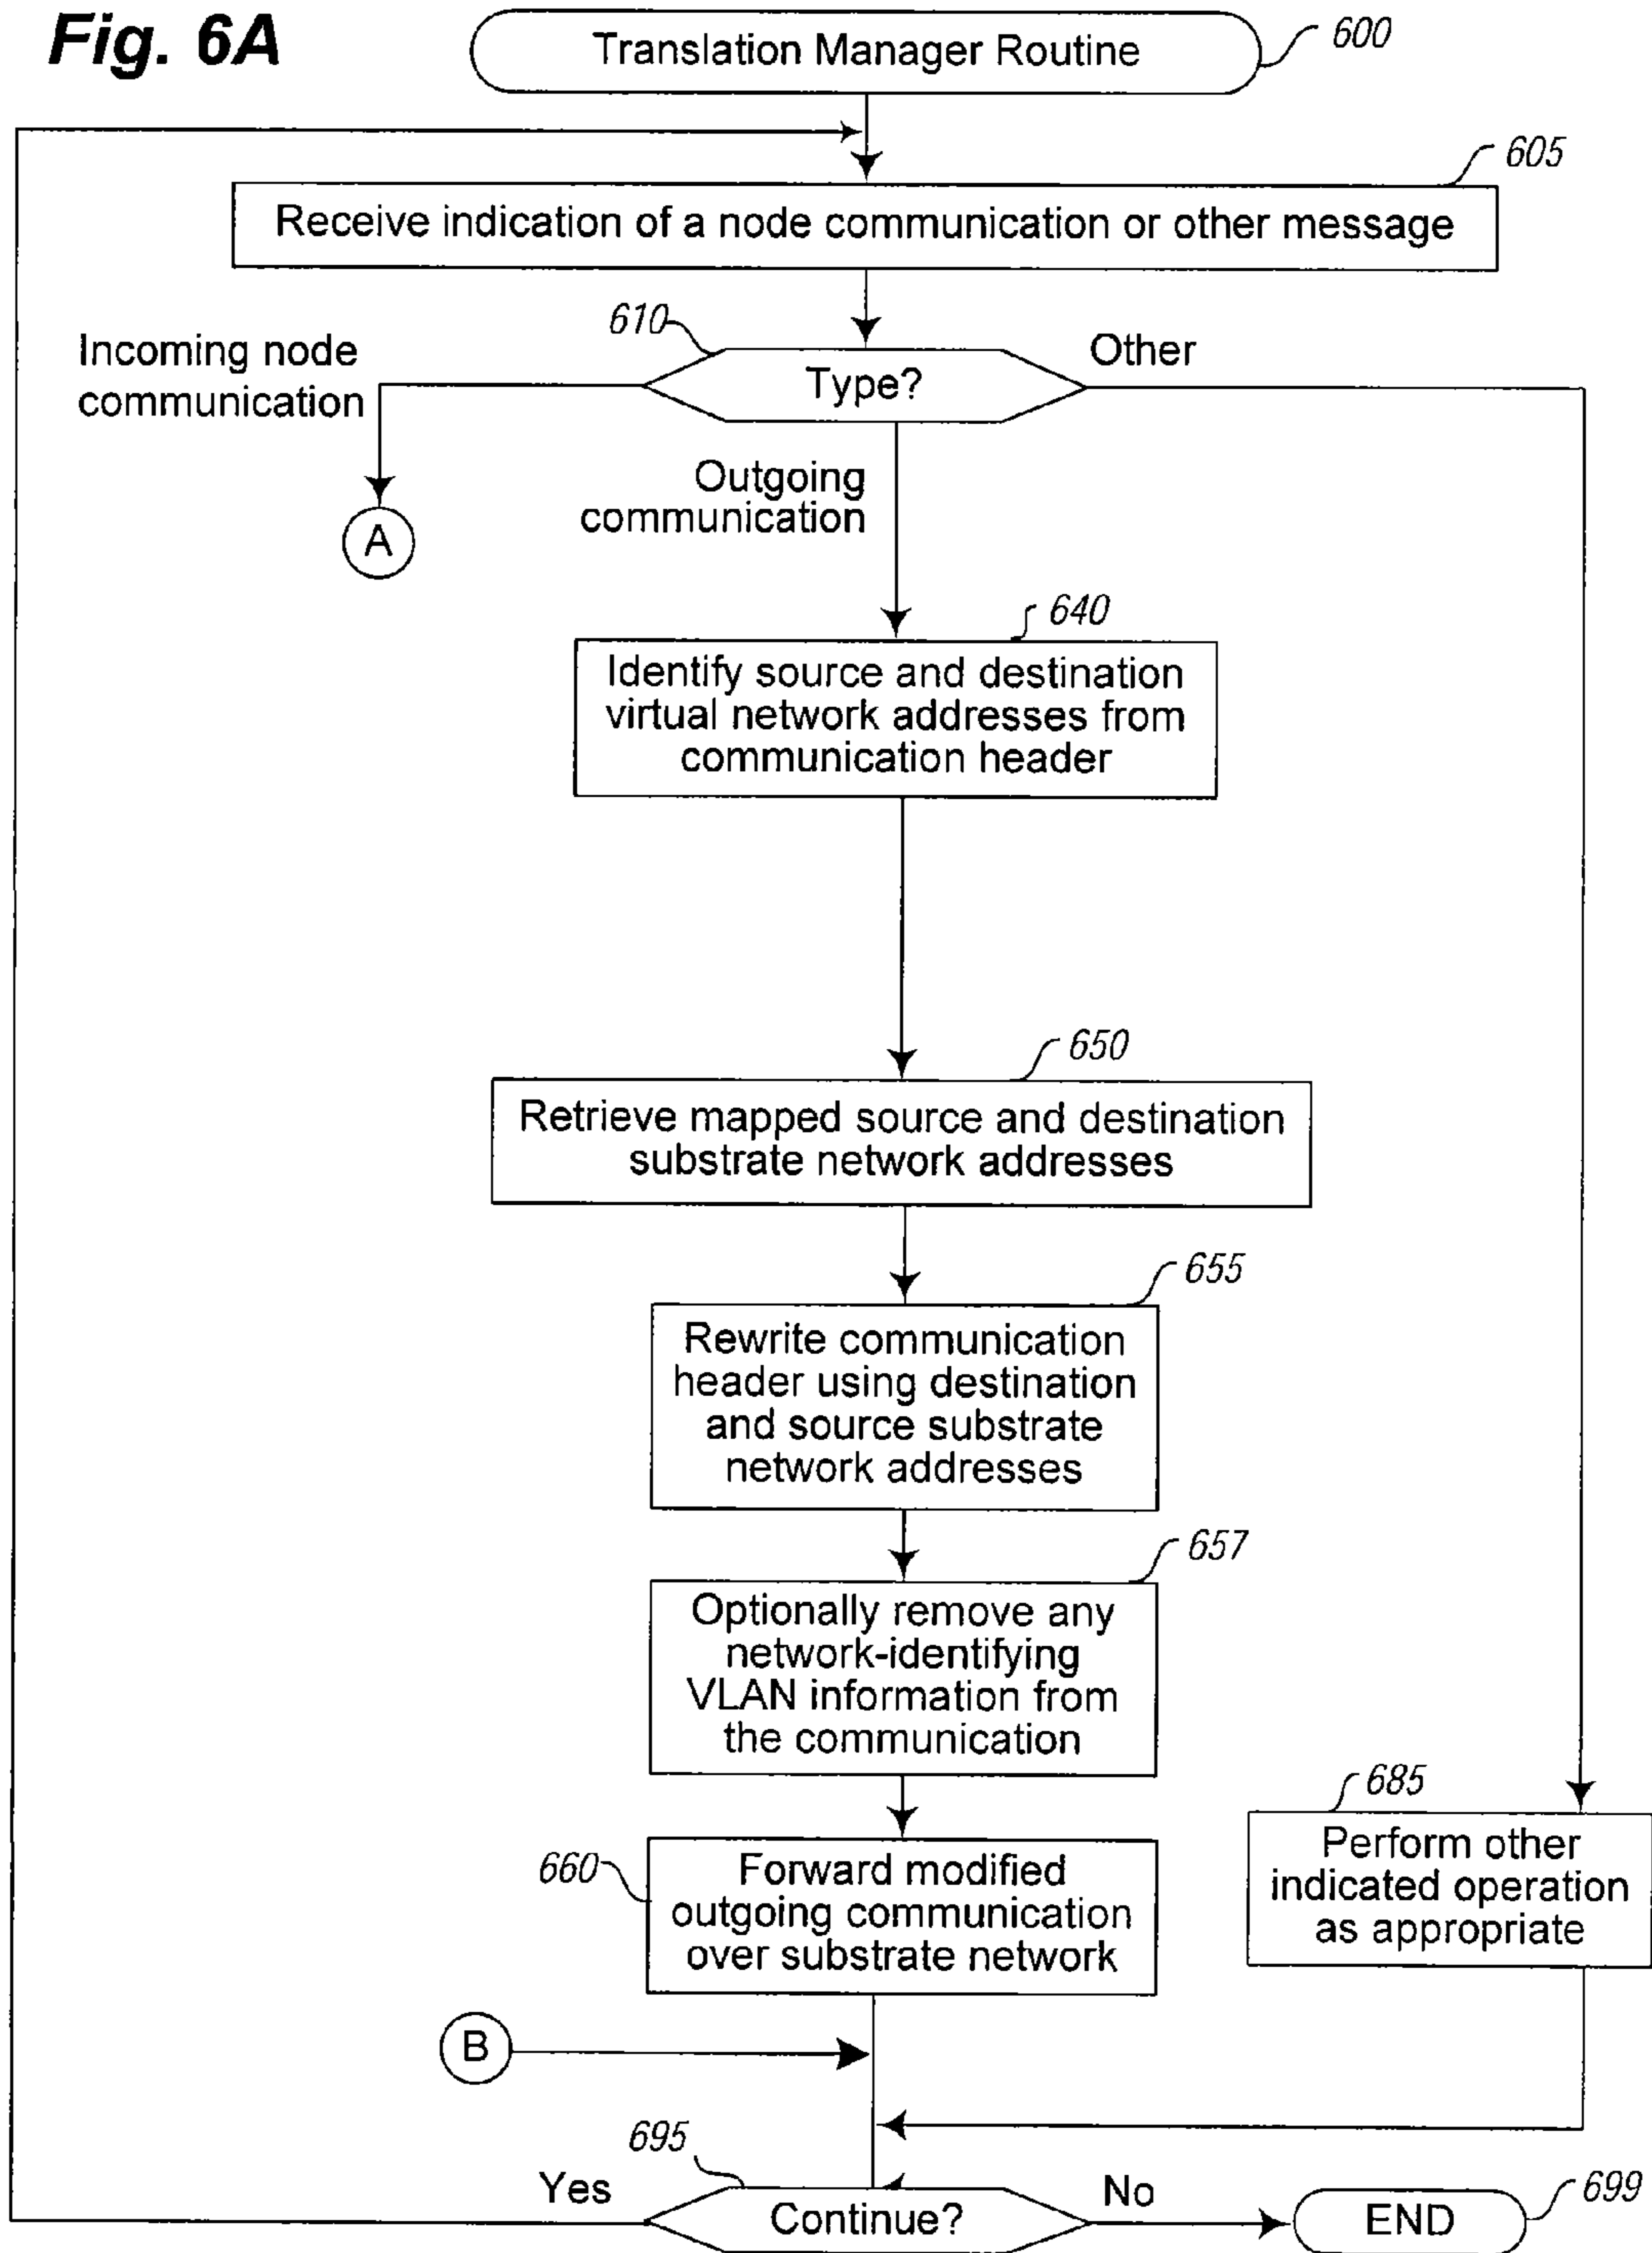 Fig. 6A
Translation Manager Routine
600
605
Receive indication of a node communication or other message
610
Incoming node
communication
Type?
Other
A
Outgoing
communication
640
Identify source and destination
virtual network addresses from
communication header
650
Retrieve mapped source and destination
substrate network addresses
655
Rewrite communication
header using destination
and source substrate
network addresses
657
Optionally remove any
network-identifying
VLAN information from
the communication
660
Forward modified
outgoing communication
over substrate network
685
Perform other
indicated operation
as appropriate
B
695
Yes
Continue?
No
END
699